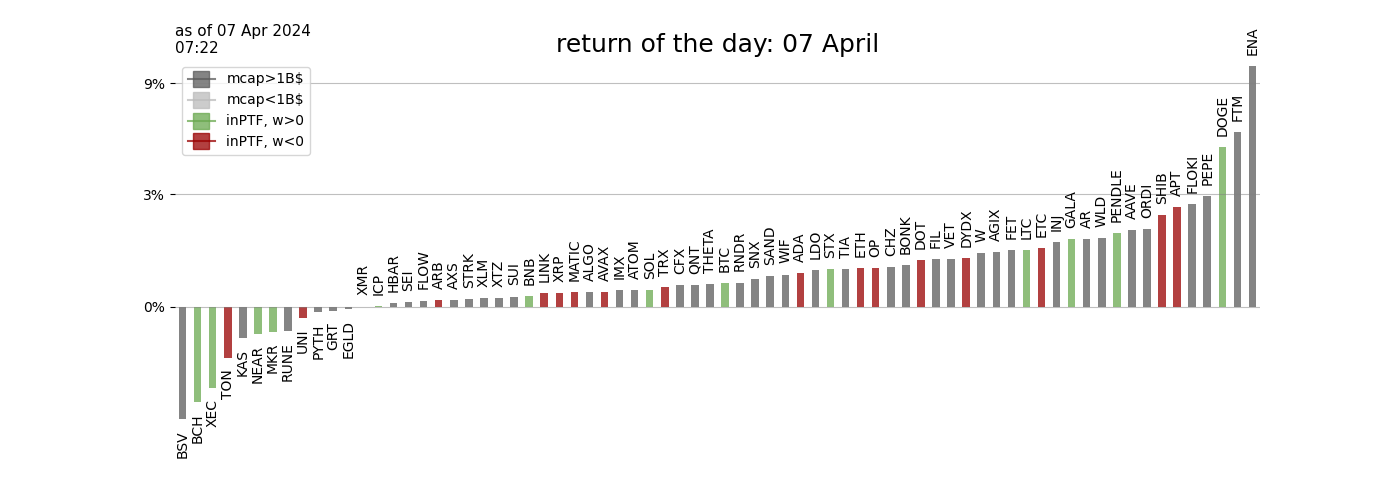 as of 07 Apr 2024
07:22
return of the day: 07 April
mcap>1B$
mcap<1B$
inPTF, w>0
inPTF, w<0
9%
3%
0%
BSV
BCH
XEC
TON
KAS
NEAR
MKR
RUNE
UNI
PYTH
GRT
EGLD
XMR
ICP
HBAR
SEI
FLOW
ARB
AXS
STRK
XLM
XTZ
SUI
BNB
LINK
XRP
MATIC
ALGO
AVAX
IMX
ATOM
SOL
TRX
CFX
QNT
THETA
BTC
RNDR
SNX
SAND
WIF
ADA
LDO
STX
TIA
ETH
OP
CHZ
BONK
DOT
FIL
VET
DYDX
W
AGIX
FET
LTC
ETC
INJ
GALA
AR
WLD
PENDLE
AAVE
ORDI
SHIB
APT
FLOKI
PEPE
DOGE
FTM
ENA